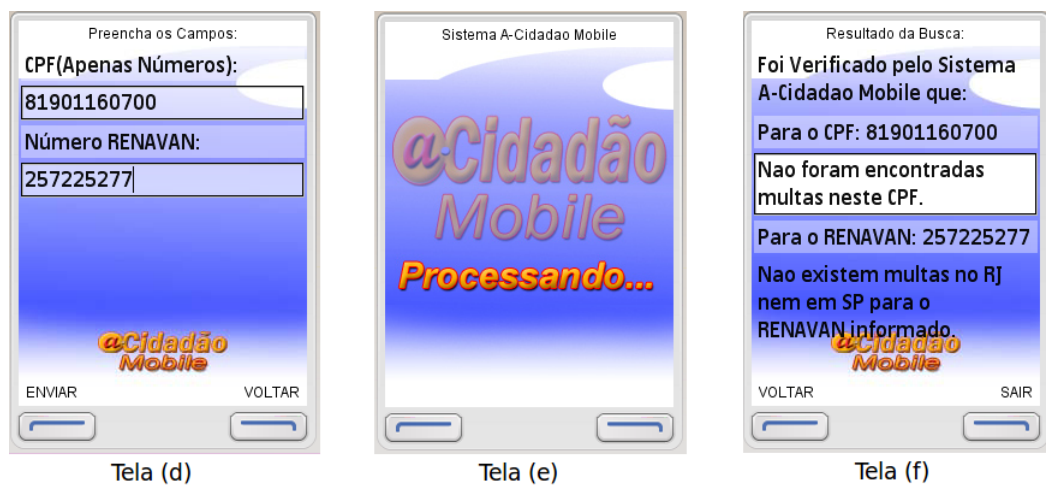 Preencha os Campos:
CPF(Apenas Números):
81901160700
Número RENAVAN:
257225277
@Cidadão
Mobile
ENVIAR
VOLTAR
Tela (d)
Sistema A-Cidadao Mobile
@Cidadão
Mobile
Processando...
Tela (e)
Resultado da Busca:
Foi Verificado pelo Sistema
A-Cidadao Mobile que:
Para o CPF: 81901160700
Nao foram encontradas
multas neste CPF.
Para o RENAVAN: 257225277
Nao existem multas no RJ
nem em SP para o
RENAVAN informado.
@Cidadão
Mobile
VOLTAR
SAIR
Tela (f)